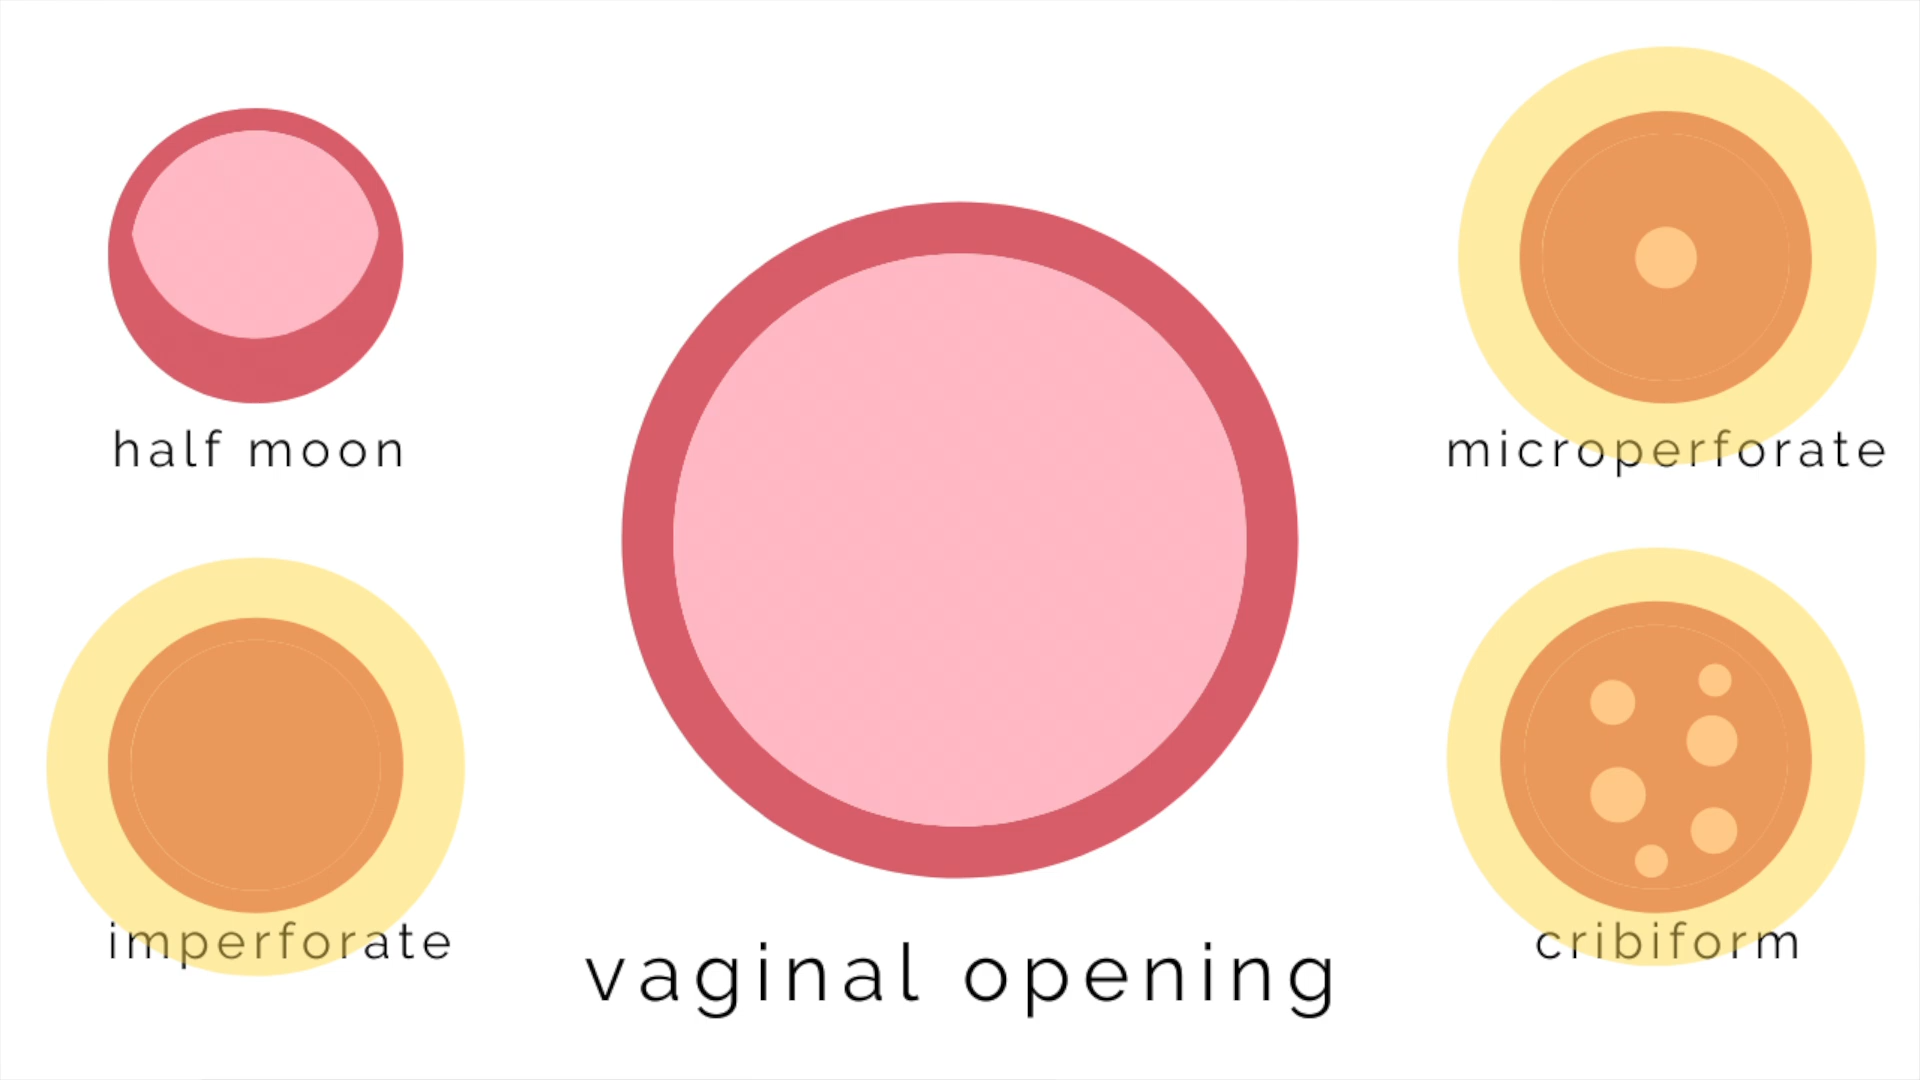 half moon
microperforate
imperforate
cribiform
vaginal opening